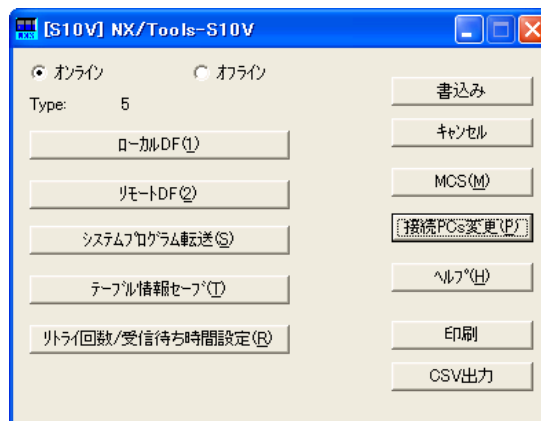 [S10V] NX/Tools-S10V
オンライン オフライン
Type: 5
ローカルDF(1)
リモートDF(2)
システムプログラム転送(S)
テーブル情報セーブ(T)
リトライ回数/受信待ち時間設定(R)
書込み
キャンセル
MCS(M)
接続PCs変更(P)
ヘルプ(H)
印刷
CSV出力